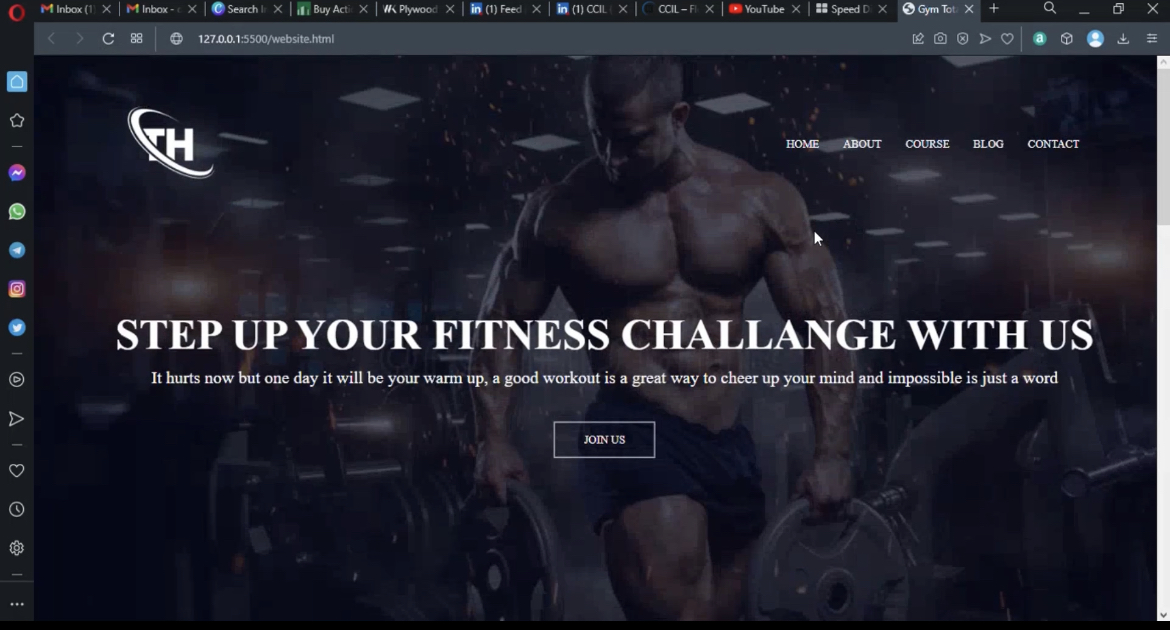 Inbox (1)
Inbox - c
Search I
Buy Acti
Plywood
(1) Feed
(1) CCIL
CCIL – Fl
YouTube
Speed D
Gym Tot
127.0.0.1:5500/website.html
TH
HOME ABOUT COURSE BLOG CONTACT
STEP UP YOUR FITNESS CHALLANGE WITH US
It hurts now but one day it will be your warm up, a good workout is a great way to cheer up your mind and impossible is just a word
JOIN US